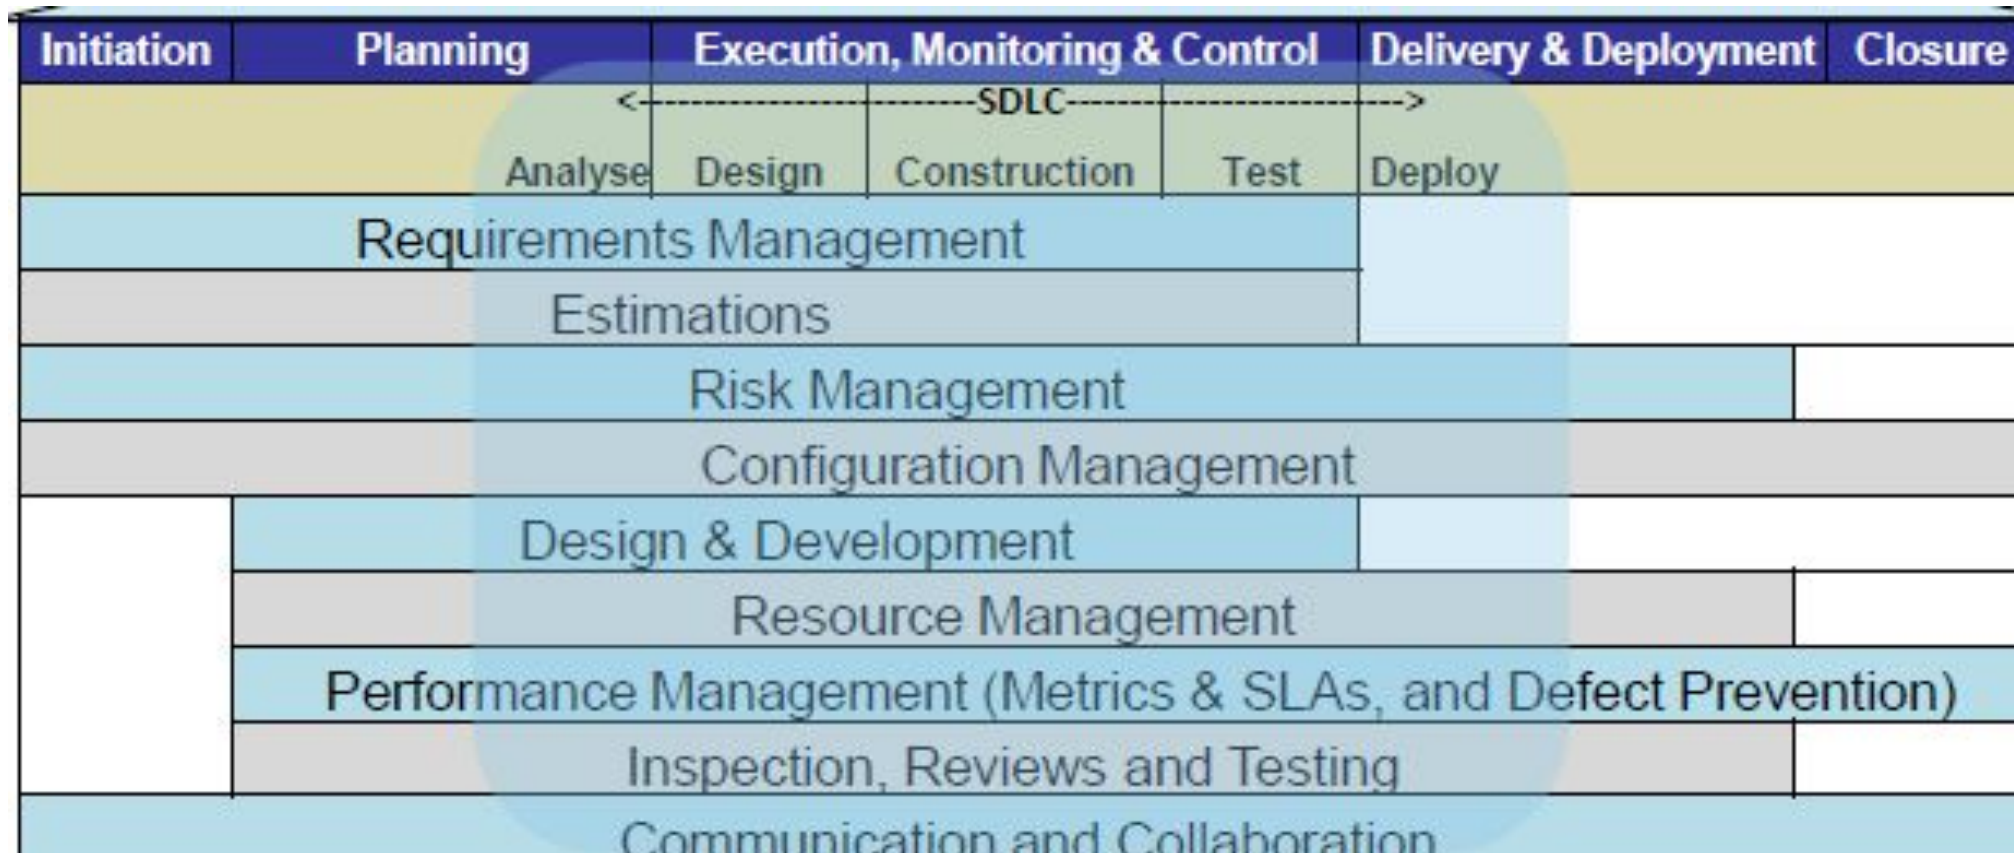 Initiation Planning Execution, Monitoring & Control Delivery & Deployment Closure
<---------------------SDLC--------------------->
Analyse Design Construction Test Deploy
Requirements Management
Estimations
Risk Management
Configuration Management
Design & Development
Resource Management
Performance Management (Metrics & SLAs, and Defect Prevention)
Inspection, Reviews and Testing
Communication and Collaboration